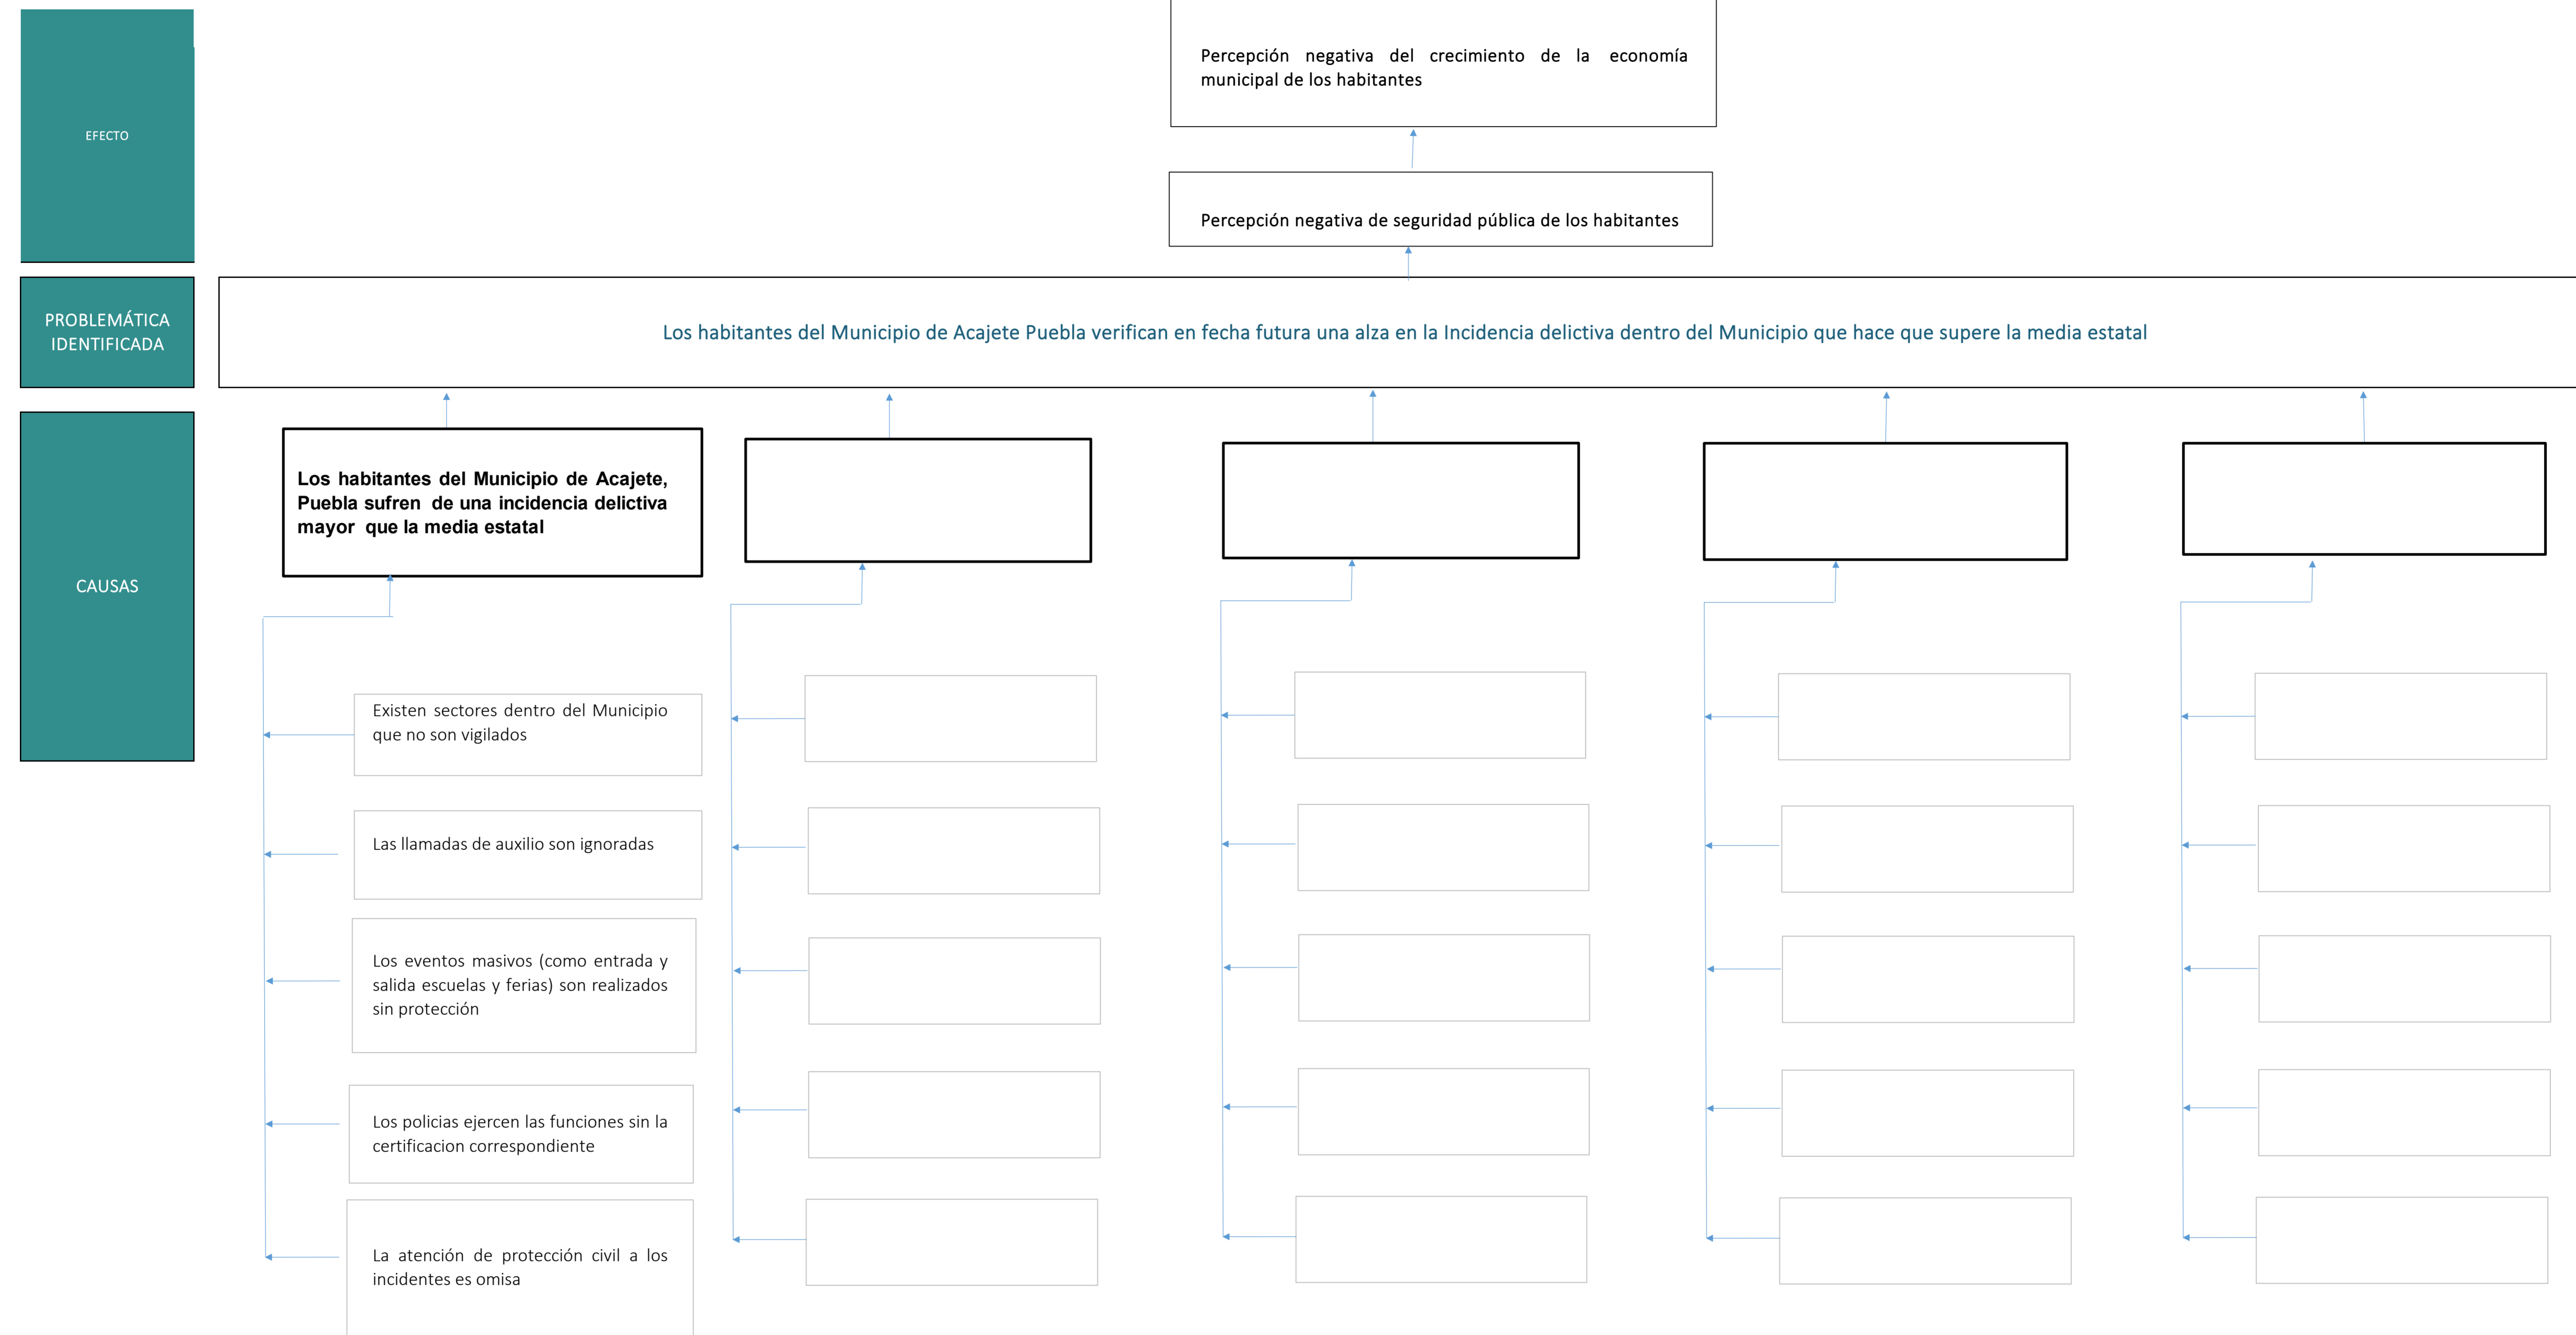 Percepción negativa del crecimiento de la economía
municipal de los habitantes
EFECTO
Percepción negativa de seguridad pública de los habitantes
PROBLEMÁTICA
IDENTIFICADA
Los habitantes del Municipio de Acajete Puebla verifican en fecha futura una alza en la Incidencia delictiva dentro del Municipio que hace que supere la media estatal
CAUSAS
Los habitantes del Municipio de Acajete,
Puebla sufren de una incidencia delictiva
mayor que la media estatal
Existen sectores dentro del Municipio
que no son vigilados
Las llamadas de auxilio son ignoradas
Los eventos masivos (como entrada y
salida escuelas y ferias) son realizados
sin protección
Los policias ejercen las funciones sin la
certificacion correspondiente
La atención de protección civil a los
incidentes es omisa